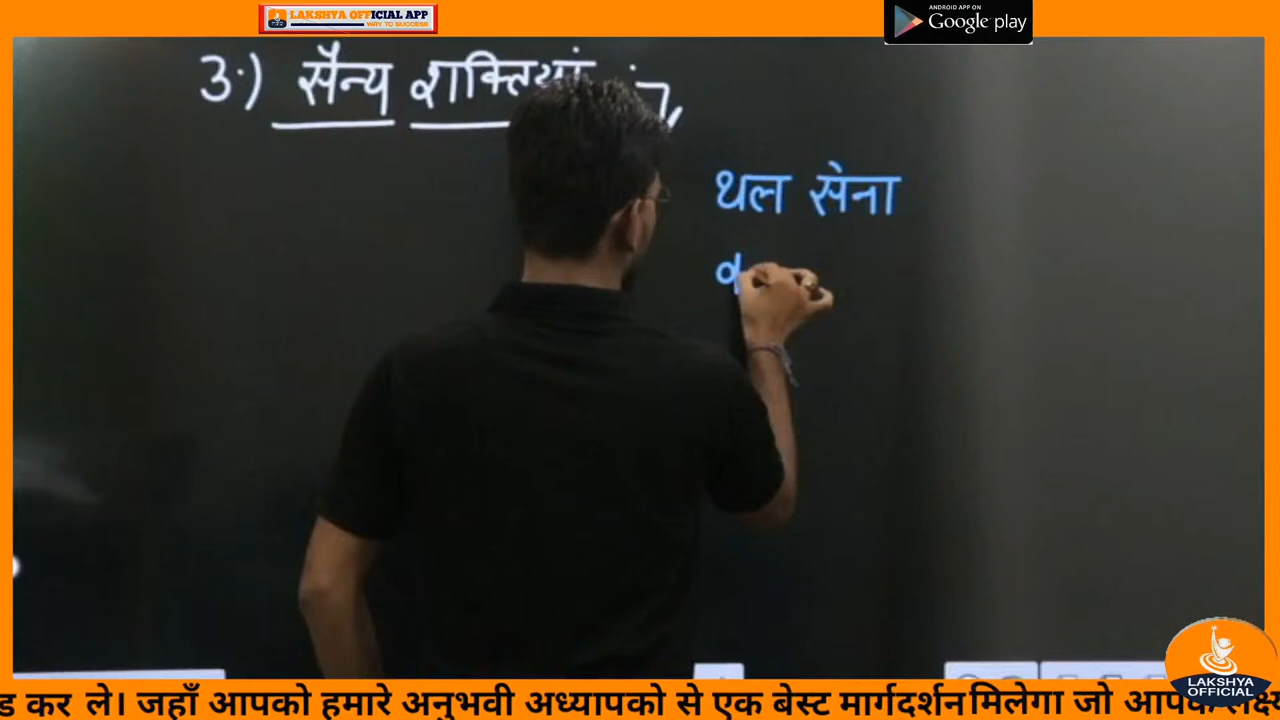 LAKSHYA OFFICIAL APP
WAY TO SUCCESS
ANDROID APP ON
Google play
3.) सैन्य शक्तियां
थल सेना
कर ले। जहाँ आपको हमारे अनुभवी अध्यापको से एक बेस्ट मार्गदर्शन मिलेगा जो
LAKSHYA
OFFICIAL